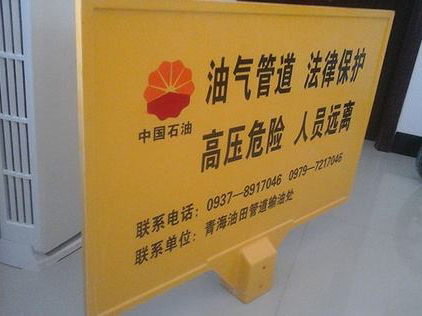 油气管道 法律保护
中国石油
高压危险 人员远离
联系电话：0937—8917046 0979—7217046
联系单位：青海油田管道输油处